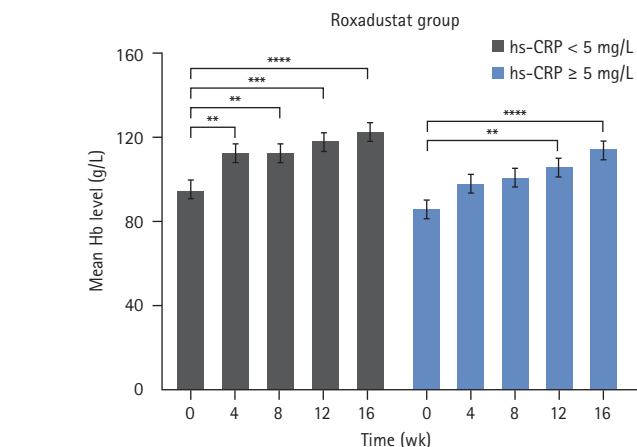 Roxadustat group
hs-CRP < 5 mg/L
hs-CRP ≥ 5 mg/L
Mean Hb level (g/L)
160
120
80
40
0
****
***
**
**
****
**
0 4 8 12 16 0 4 8 12 16
Time (wk)